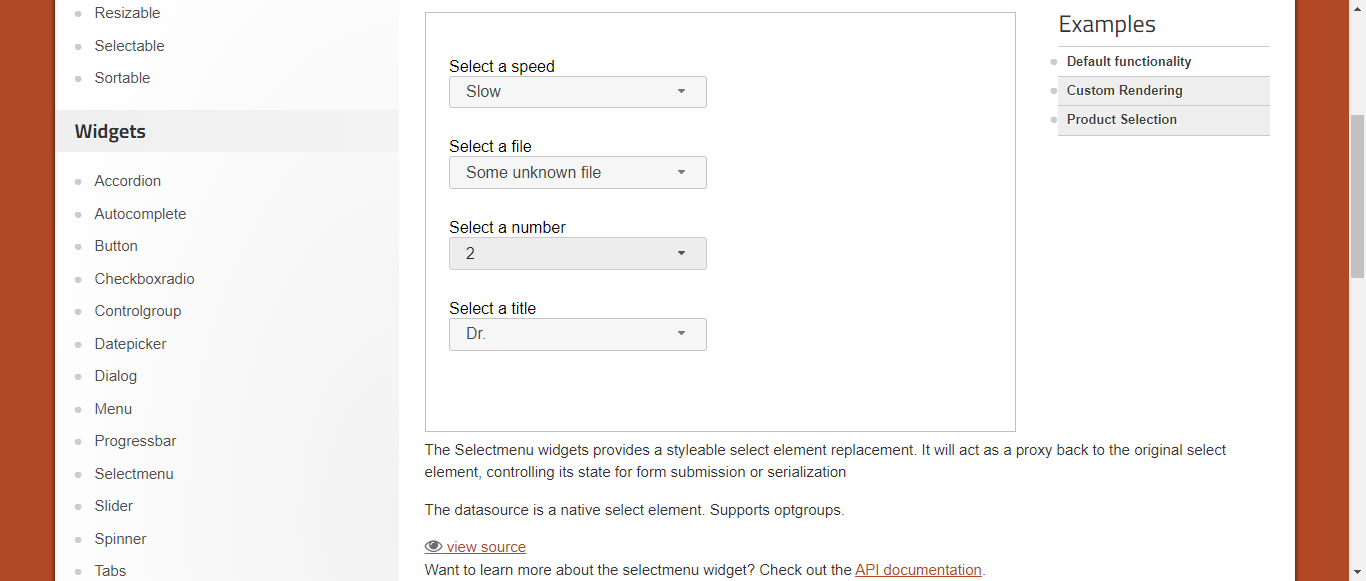 Resizable
Selectable
Sortable
Widgets
Accordion
Autocomplete
Button
Checkboxradio
Controlgroup
Datepicker
Dialog
Menu
Progressbar
Selectmenu
Slider
Spinner
Tabs
Select a speed
Slow
Select a file
Some unknown file
Select a number
2
Select a title
Dr.
The Selectmenu widgets provides a styleable select element replacement. It will act as a proxy back to the original select
element, controlling its state for form submission or serialization
The datasource is a native select element. Supports optgroups.
view source
Want to learn more about the selectmenu widget? Check out the API documentation.
Examples
Default functionality
Custom Rendering
Product Selection